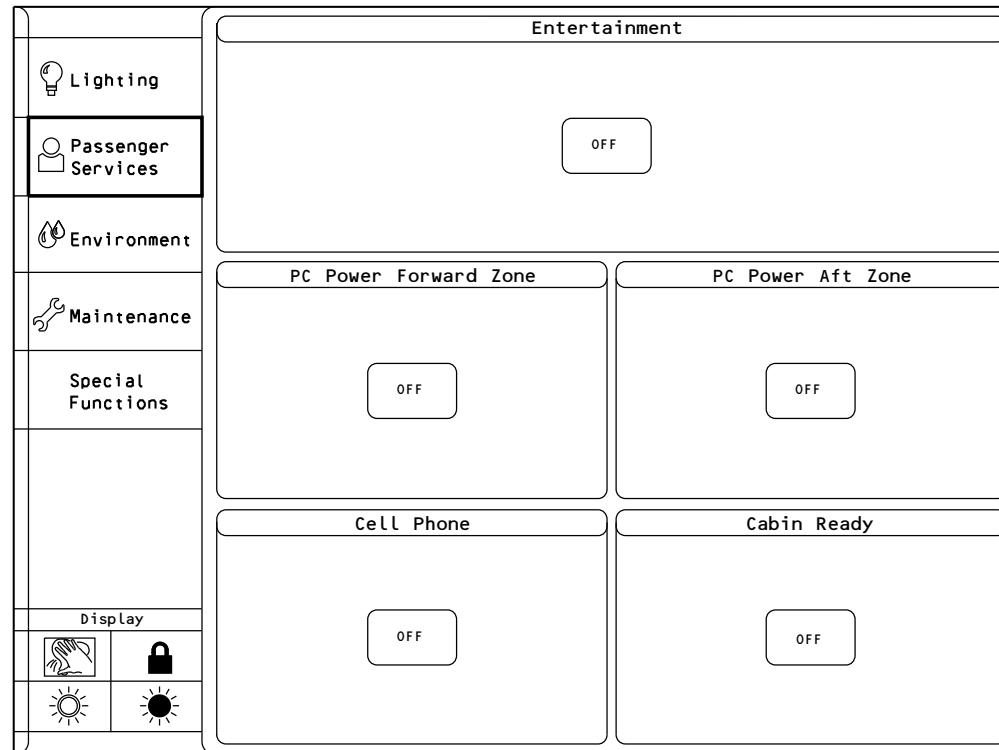 Lighting
Passenger
Services
Environment
Maintenance
Special
Functions
Display
Entertainment
OFF
PC Power Forward Zone
OFF
PC Power Aft Zone
OFF
Cell Phone
OFF
Cabin Ready
OFF